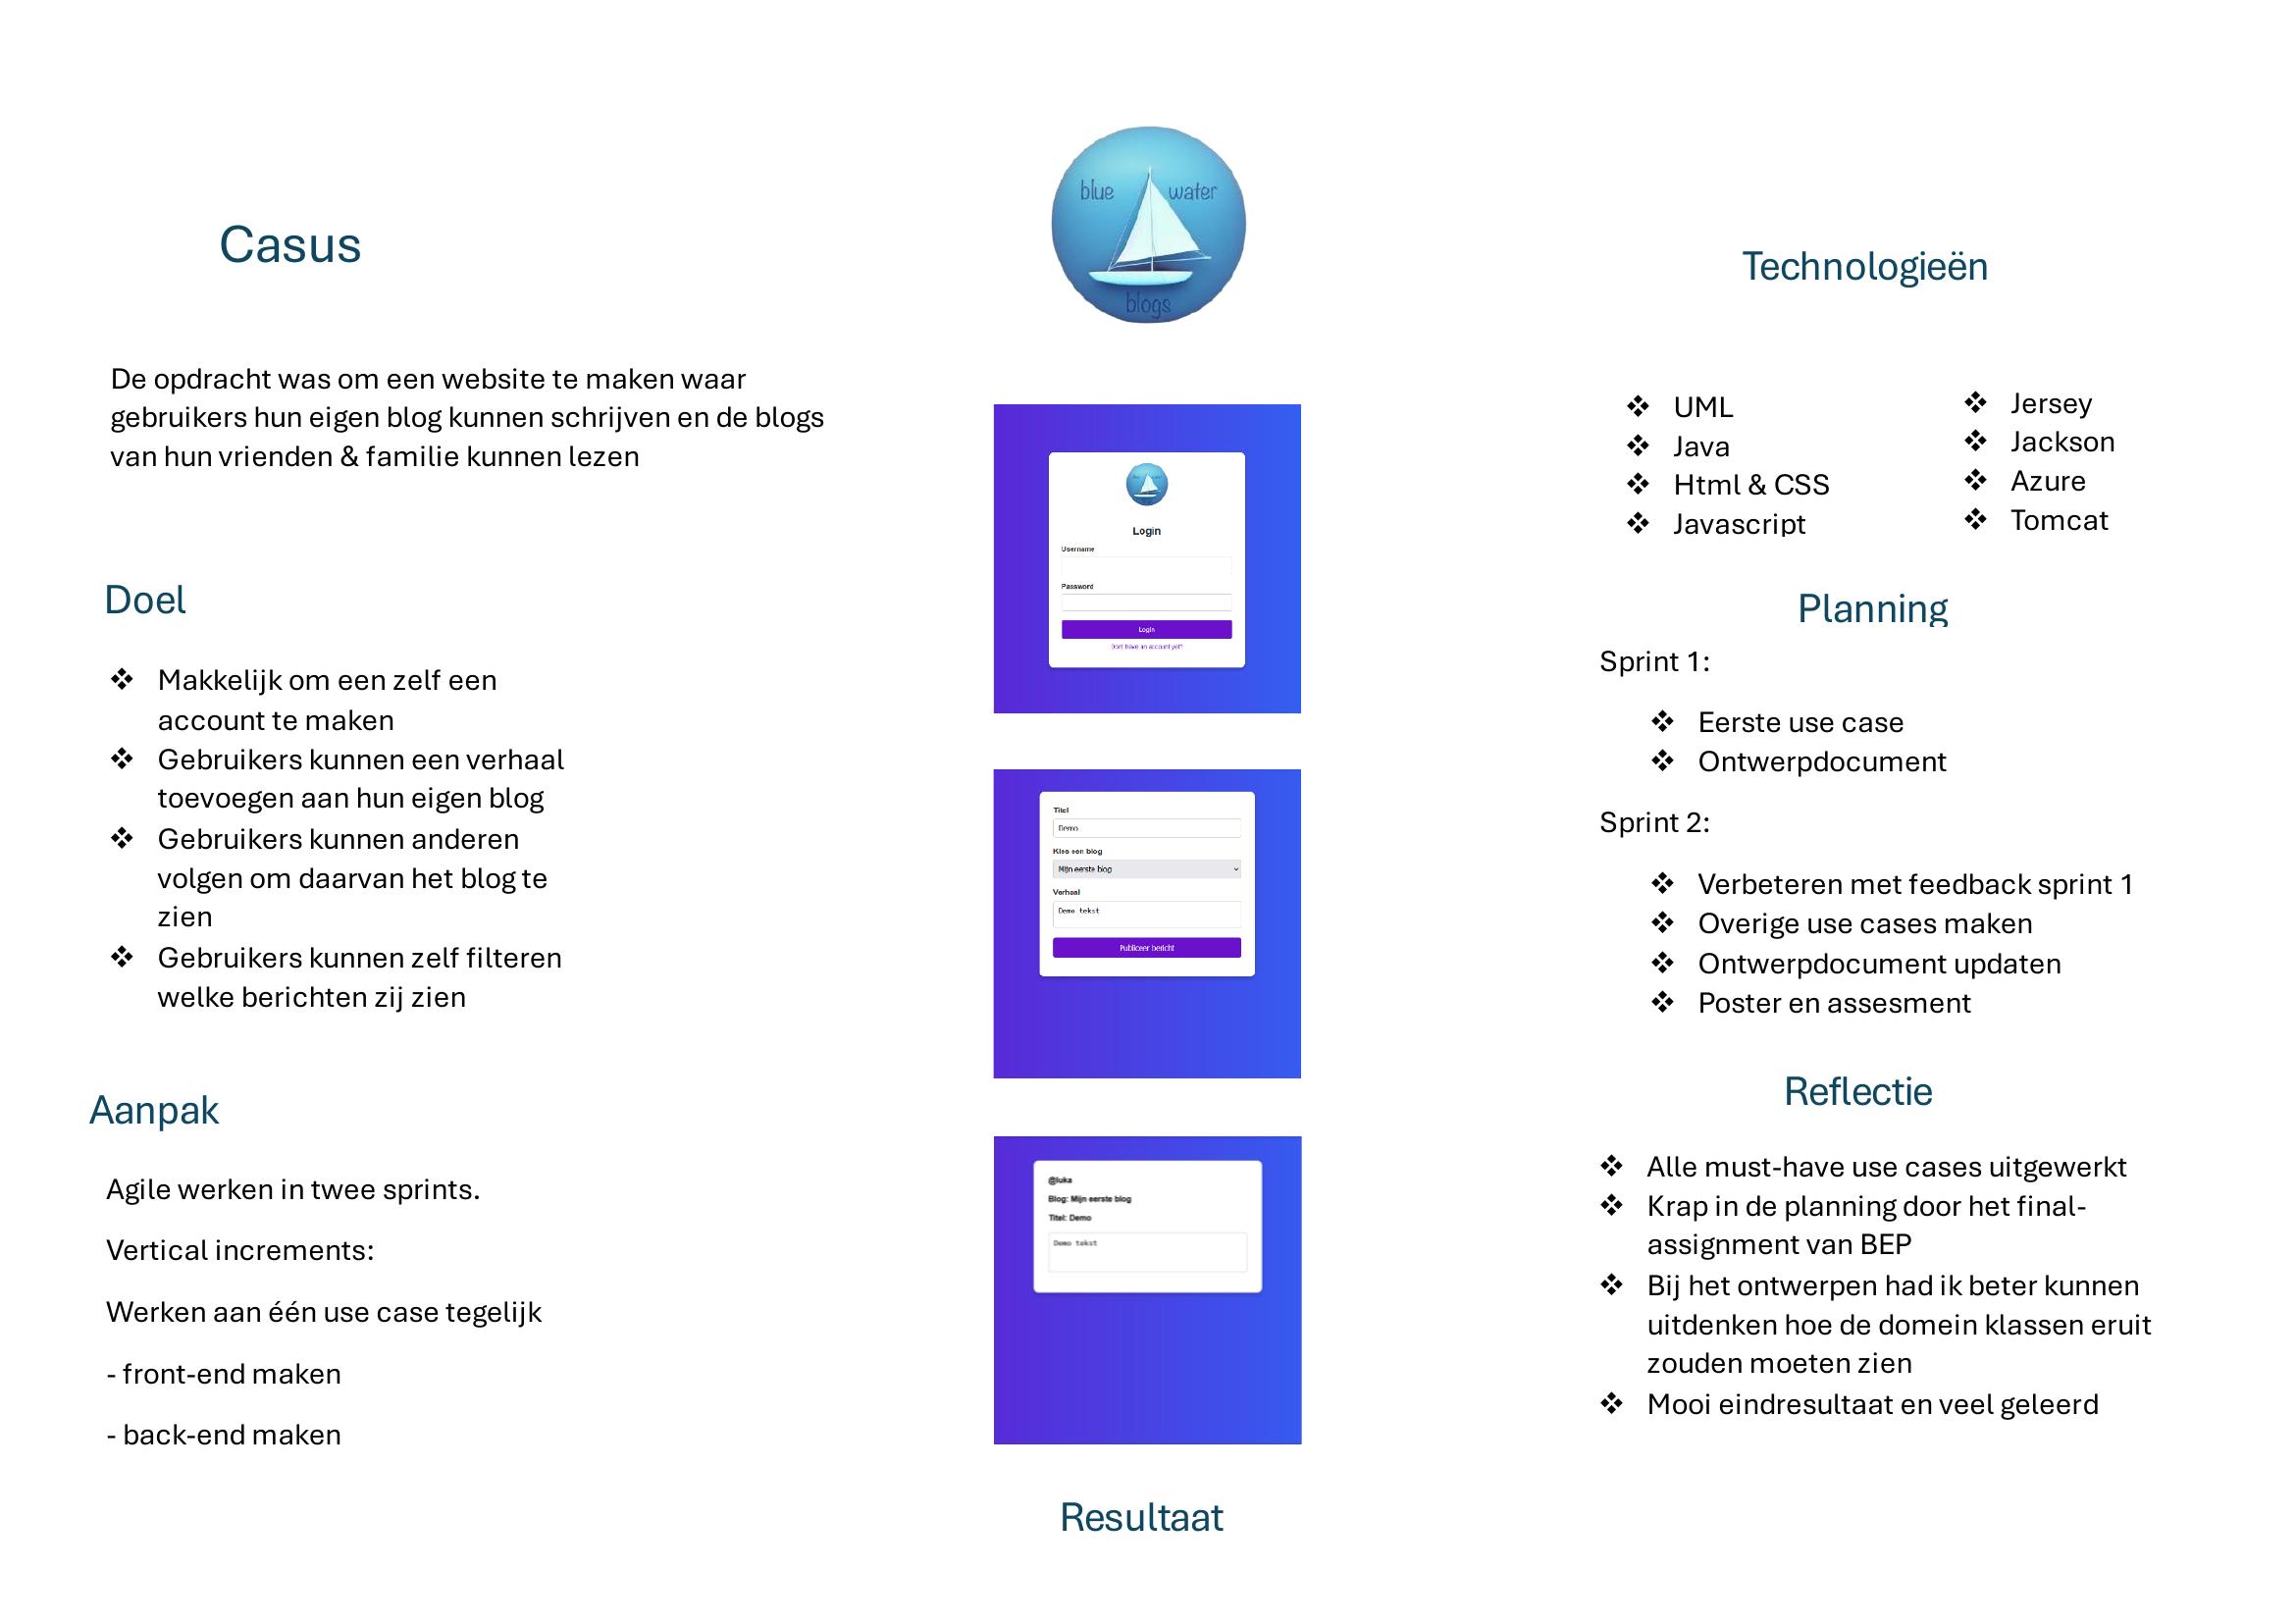 Casus
De opdracht was om een website te maken waar
gebruikers hun eigen blog kunnen schrijven en de blogs
van hun vrienden & familie kunnen lezen
Doel
❖ Makkelijk om een zelf een
account te maken
❖ Gebruikers kunnen een verhaal
toevoegen aan hun eigen blog
❖ Gebruikers kunnen anderen
volgen om daarvan het blog te
zien
❖ Gebruikers kunnen zelf filteren
welke berichten zij zien
Aanpak
Agile werken in twee sprints.
Vertical increments:
Werken aan één use case tegelijk
- front-end maken
- back-end maken
blue water
blogs
Login
Username
Password
Login
Don't have an account yet?
Titel
Demo
Kies een blog
Mijn eerste blog
Verhaal
Demo tekst
Publiceer bericht
@luka
Blog: Mijn eerste blog
Titel: Demo
Demo tekst
Resultaat
Technologieën
❖ UML
❖ Java
❖ Html & CSS
❖ Javascript
❖ Jersey
❖ Jackson
❖ Azure
❖ Tomcat
Planning
Sprint 1:
❖ Eerste use case
❖ Ontwerpdocument
Sprint 2:
❖ Verbeteren met feedback sprint 1
❖ Overige use cases maken
❖ Ontwerpdocument updaten
❖ Poster en assesment
Reflectie
❖ Alle must-have use cases uitgewerkt
❖ Krap in de planning door het final-
assignment van BEP
❖ Bij het ontwerpen had ik beter kunnen
uitdenken hoe de domein klassen eruit
zouden moeten zien
❖ Mooi eindresultaat en veel geleerd